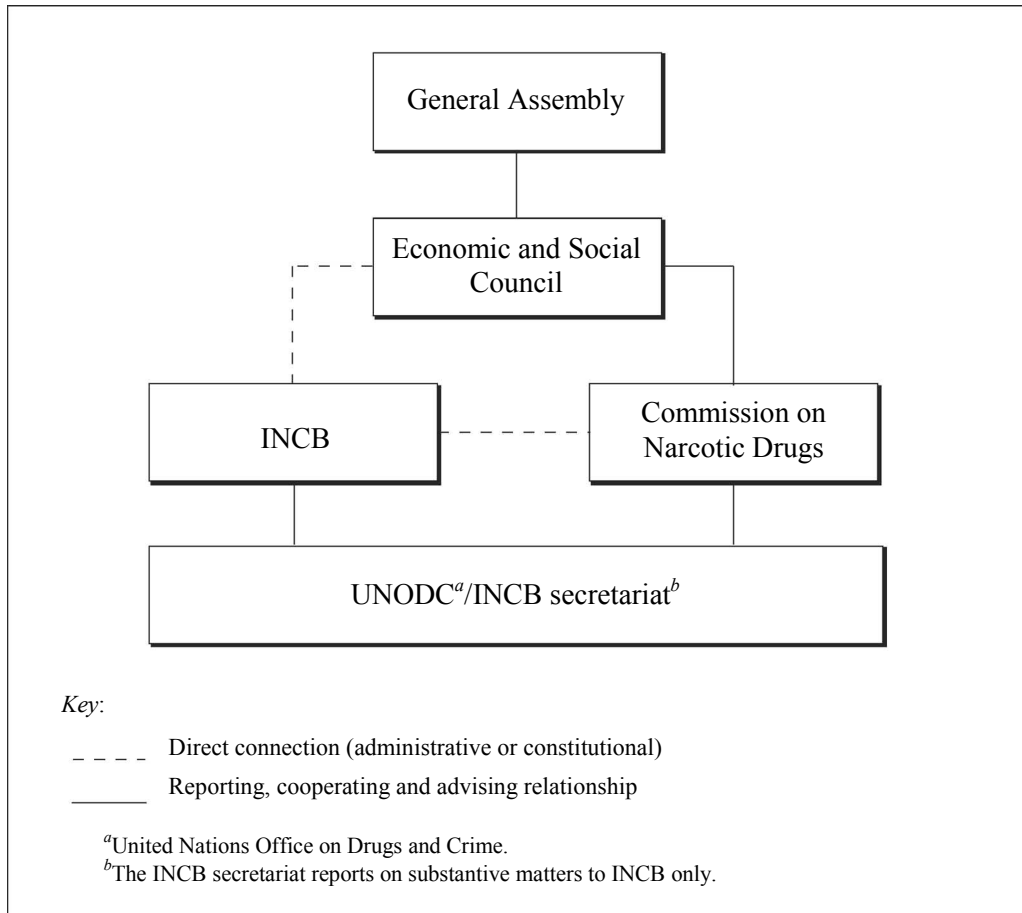 General Assembly
Economic and Social
Council
INCB
Commission on
Narcotic Drugs
UNODCa/INCB secretariatb
Key:
Direct connection (administrative or constitutional)
Reporting, cooperating and advising relationship
aUnited Nations Office on Drugs and Crime.
bThe INCB secretariat reports on substantive matters to INCB only.